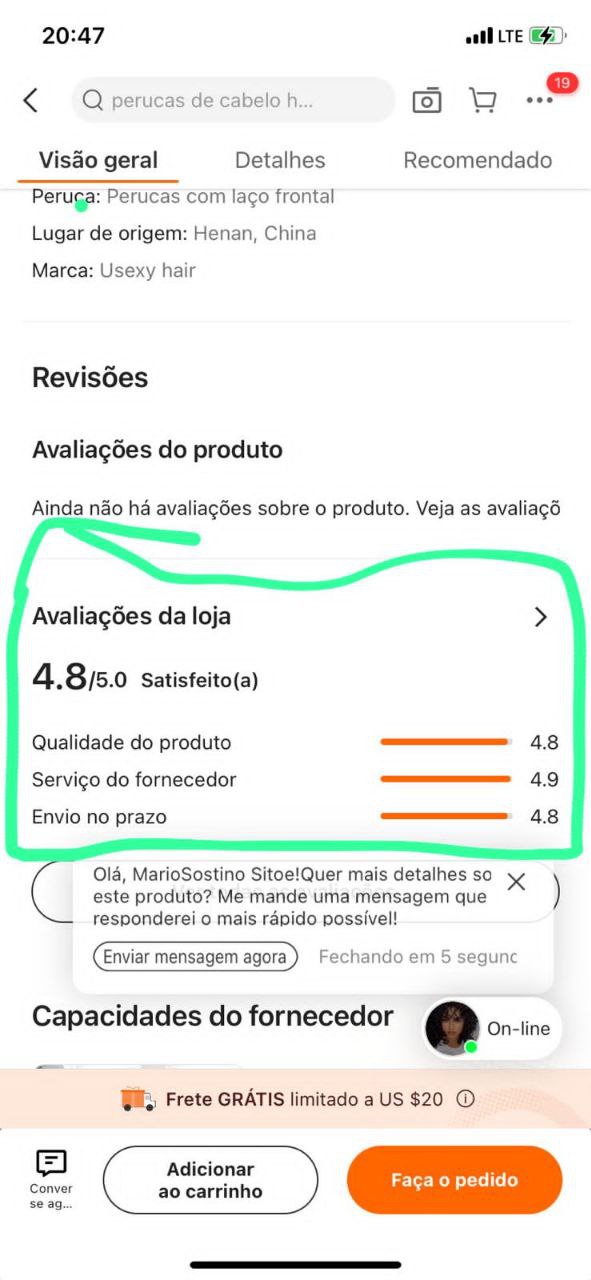 20:47
LTE
19
perucas de cabelo h...
Visão geral
Detalhes
Recomendado
Peruca: Perucas com laço frontal
Lugar de origem: Henan, China
Marca: Usexy hair
Revisões
Avaliações do produto
Ainda não há avaliações sobre o produto. Veja as avaliaçõ
Avaliações da loja
4.8/5.0 Satisfeito(a)
Qualidade do produto 4.8
Serviço do fornecedor 4.9
Envio no prazo 4.8
Olá, MarioSostino Sitoe!Quer mais detalhes so
este produto? Me mande uma mensagem que
responderei o mais rápido possível!
Enviar mensagem agora
Fechando em 5 segunc
Capacidades do fornecedor
On-line
Frete GRÁTIS limitado a US $20
Conver
se ag...
Adicionar
ao carrinho
Faça o pedido